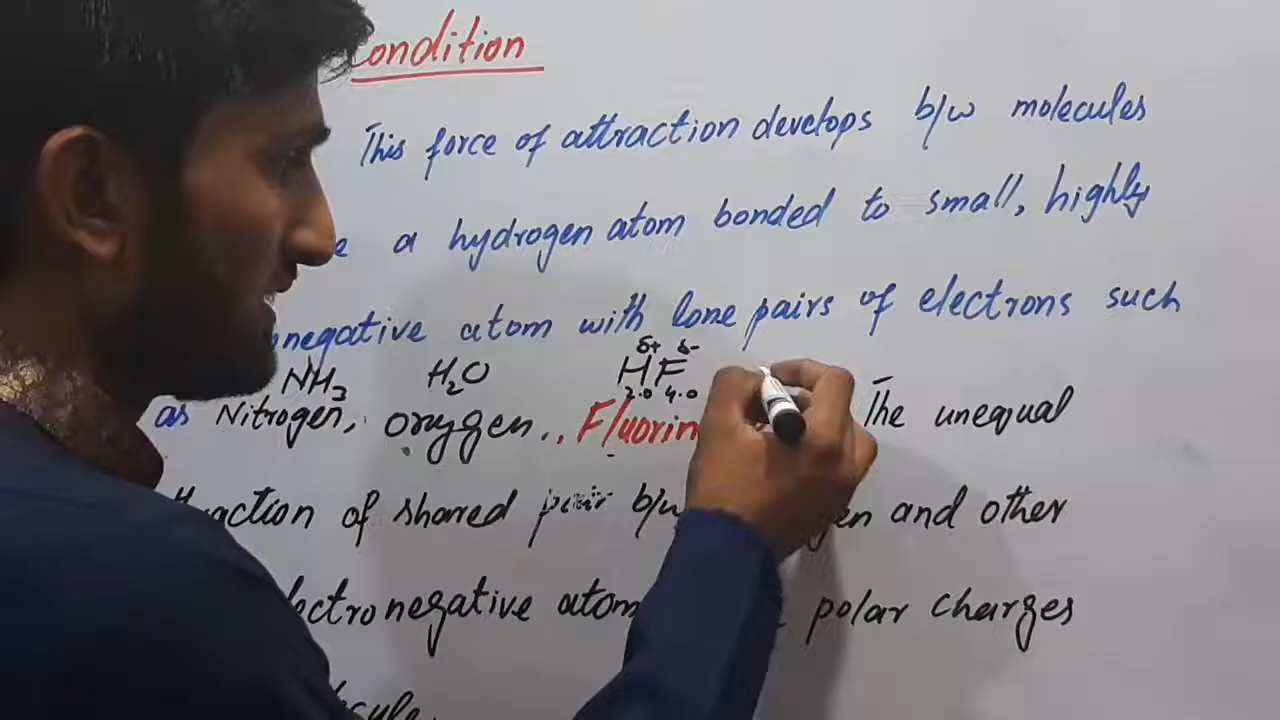 Condition
This force of attraction develops b/w molecules
a hydrogen atom bonded to small, highly
negative atom with lone pairs of electrons such
δ+ δ-
NH3 H2O HF
2.0 4.0
as Nitrogen, oxygen.., Fluorin The unequal
action of shared pair b/w and other
lectronegative atom polar charges